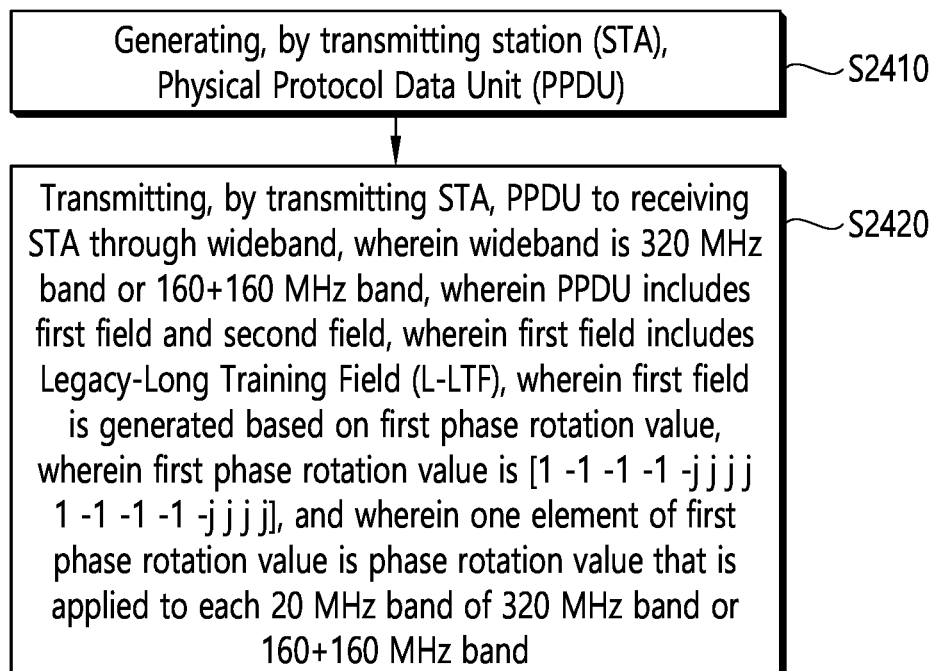 Generating, by transmitting station (STA),
Physical Protocol Data Unit (PPDU)
S2410
Transmitting, by transmitting STA, PPDU to receiving
STA through wideband, wherein wideband is 320 MHz
band or 160+160 MHz band, wherein PPDU includes
first field and second field, wherein first field includes
Legacy-Long Training Field (L-LTF), wherein first field
is generated based on first phase rotation value,
wherein first phase rotation value is [1 -1 -1 -1 -j j j j
1 -1 -1 -1 -j j j j], and wherein one element of first
phase rotation value is phase rotation value that is
applied to each 20 MHz band of 320 MHz band or
160+160 MHz band
S2420